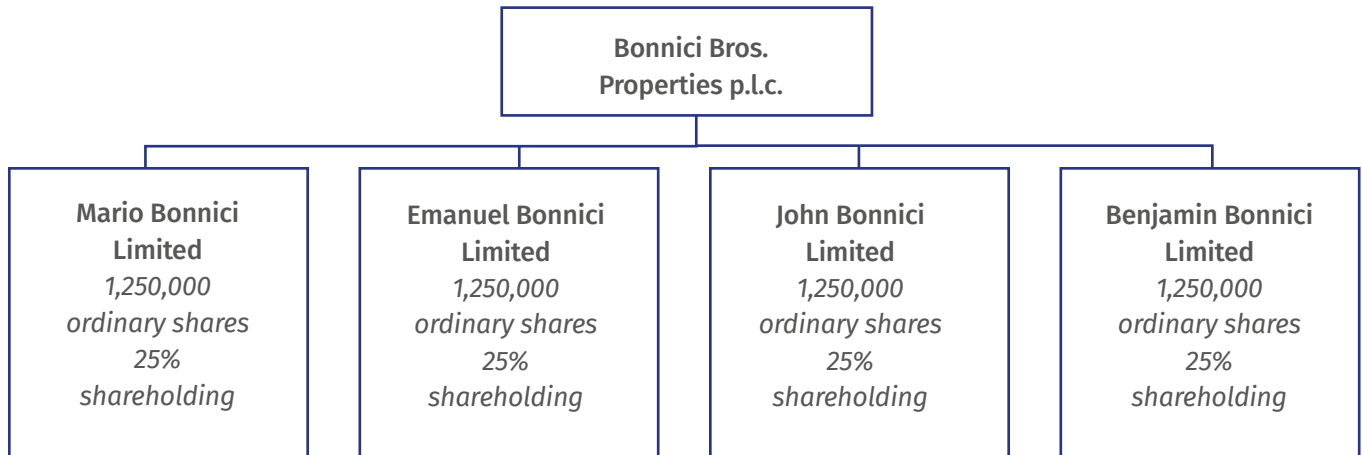 Bonnici Bros.
Properties p.l.c.
Mario Bonnici
Limited
1,250,000
ordinary shares
25%
shareholding
Emanuel Bonnici
Limited
1,250,000
ordinary shares
25%
shareholding
John Bonnici
Limited
1,250,000
ordinary shares
25%
shareholding
Benjamin Bonnici
Limited
1,250,000
ordinary shares
25%
shareholding